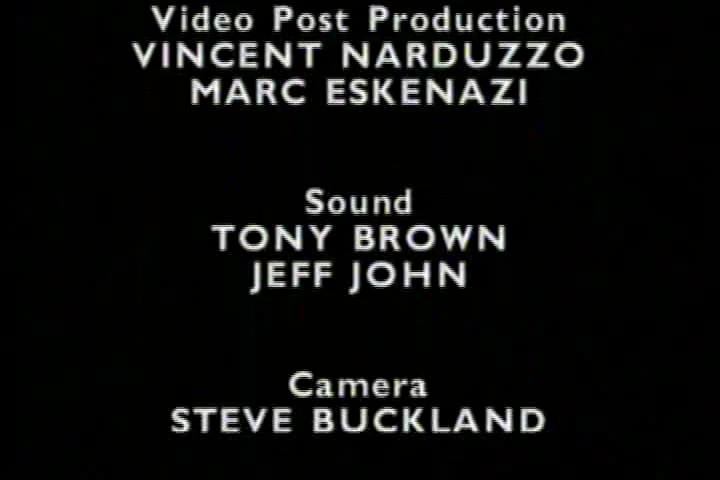 Video Post Production
VINCENT NARDUZZO
MARC ESKENAZI
Sound
TONY BROWN
JEFF JOHN
Camera
STEVE BUCKLAND